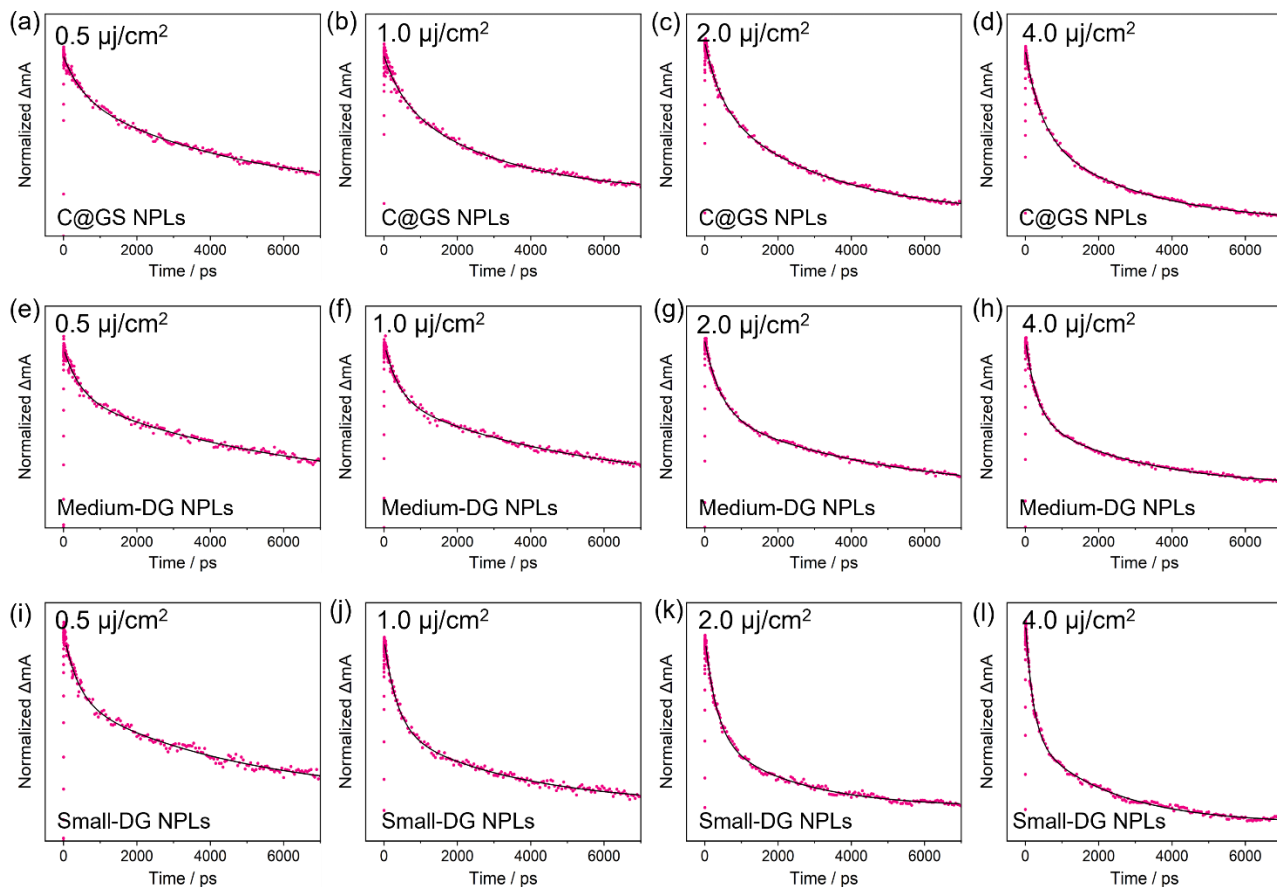 (a)
0.5 μj/cm²
Normalized ΔmA
C@GS NPLs
0 2000 4000 6000
Time / ps
(b)
1.0 μj/cm²
Normalized ΔmA
C@GS NPLs
0 2000 4000 6000
Time / ps
(c)
2.0 μj/cm²
Normalized ΔmA
C@GS NPLs
0 2000 4000 6000
Time / ps
(d)
4.0 μj/cm²
Normalized ΔmA
C@GS NPLs
0 2000 4000 6000
Time / ps
(e)
0.5 μj/cm²
Normalized ΔmA
Medium-DG NPLs
0 2000 4000 6000
Time / ps
(f)
1.0 μj/cm²
Normalized ΔmA
Medium-DG NPLs
0 2000 4000 6000
Time / ps
(g)
2.0 μj/cm²
Normalized ΔmA
Medium-DG NPLs
0 2000 4000 6000
Time / ps
(h)
4.0 μj/cm²
Normalized ΔmA
Medium-DG NPLs
0 2000 4000 6000
Time / ps
(i)
0.5 μj/cm²
Normalized ΔmA
Small-DG NPLs
0 2000 4000 6000
Time / ps
(j)
1.0 μj/cm²
Normalized ΔmA
Small-DG NPLs
0 2000 4000 6000
Time / ps
(k)
2.0 μj/cm²
Normalized ΔmA
Small-DG NPLs
0 2000 4000 6000
Time / ps
(l)
4.0 μj/cm²
Normalized ΔmA
Small-DG NPLs
0 2000 4000 6000
Time / ps